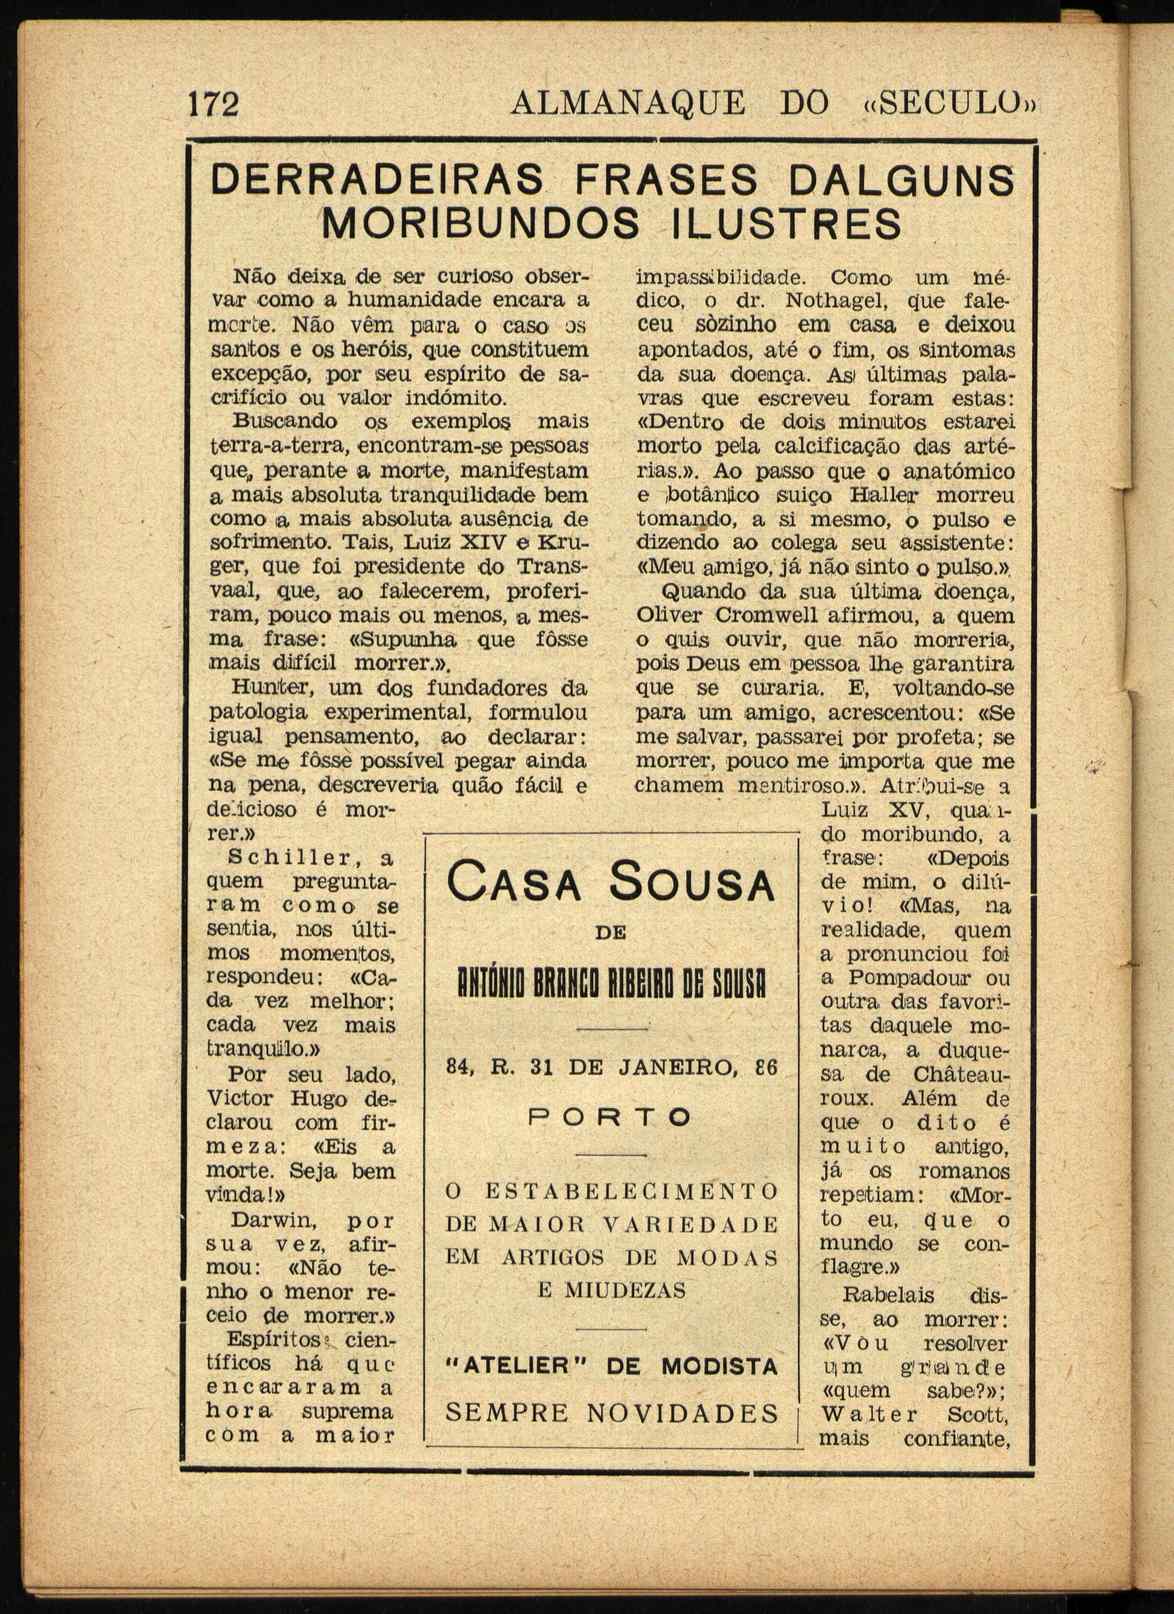 172 ALMANAQUE DO «SECULO»
DERRADEIRAS FRASES DALGUNS
MORIBUNDOS ILUSTRES
Não deixa de ser curioso obser-
var como a humanidade encara a
morte. Não vêm para o caso os
santos e os heróis, que constituem
excepção, por seu espírito de sa-
crifício ou valor indómito.
Buscando os exemplos mais
terra-a-terra, encontram-se pessoas
que, perante a morte, manifestam
a mais absoluta tranquilidade bem
como a mais absoluta ausência de
sofrimento. Tais, Luiz XIV e Kru-
ger, que foi presidente do Trans-
vaal, que, ao falecerem, proferi-
ram, pouco mais ou menos, a mes-
ma frase: «Supunha que fôsse
mais difícil morrer.».
Hunter, um dos fundadores da
patologia experimental, formulou
igual pensamento, ao declarar:
«Se me fôsse possível pegar ainda
na pena, descreveria quão fácil e
delicioso é mor-
rer.»
Schiller, a
quem pregunta-
ram como se
sentia, nos últi-
mos momentos,
respondeu: «Ca-
da vez melhor;
cada vez mais
tranquilo.»
Por seu lado,
Victor Hugo de-
clarou com fir-
meza: «Eis a
morte. Seja bem
vinda!»
Darwin, por
sua vez, afir-
mou: «Não te-
nho o menor re-
ceio de morrer.»
Espíritos cien-
tíficos há que
encararam a
hora suprema
com a maior
impassibilidade. Como um mé-
dico, o dr. Nothagel, que fale-
ceu sòzinho em casa e deixou
apontados, até o fim, os sintomas
da sua doença. As últimas pala-
vras que escreveu foram estas:
«Dentro de dois minutos estarei
morto pela calcificação das arté-
rias.». Ao passo que o anatómico
e botânico suiço Haller morreu
tomando, a si mesmo, o pulso e
dizendo ao colega seu assistente:
«Meu amigo, já não sinto o pulso.».
Quando da sua última doença,
Oliver Cromwell afirmou, a quem
o quis ouvir, que não morreria,
pois Deus em pessoa lhe garantira
que se curaria. E, voltando-se
para um amigo, acrescentou: «Se
me salvar, passarei por profeta; se
morrer, pouco me importa que me
chamem mentiroso.». Atribui-se a
Luiz XV, quan-
do moribundo, a
frase: «Depois
de mim, o dilú-
vio! «Mas, na
realidade, quem
a pronunciou foi
a Pompadour ou
outra das favori-
tas daquele mo-
narca, a duque-
sa de Château-
roux. Além de
que o dito é
muito antigo,
já os romanos
repetiam: «Mor-
to eu, que o
mundo se con-
flagre.»
Rabelais dis-
se, ao morrer:
«Vou resolver
um grande
«quem sabe?»;
Walter Scott,
mais confiante,
CASA SOUSA
DE
ANTÓNIO BRANCO RIBEIRO DE SOUSA
84, R. 31 DE JANEIRO, 86
PORTO
O ESTABELECIMENTO
DE MAIOR VARIEDADE
EM ARTIGOS DE MODAS
E MIUDEZAS
"ATELIER" DE MODISTA
SEMPRE NOVIDADES